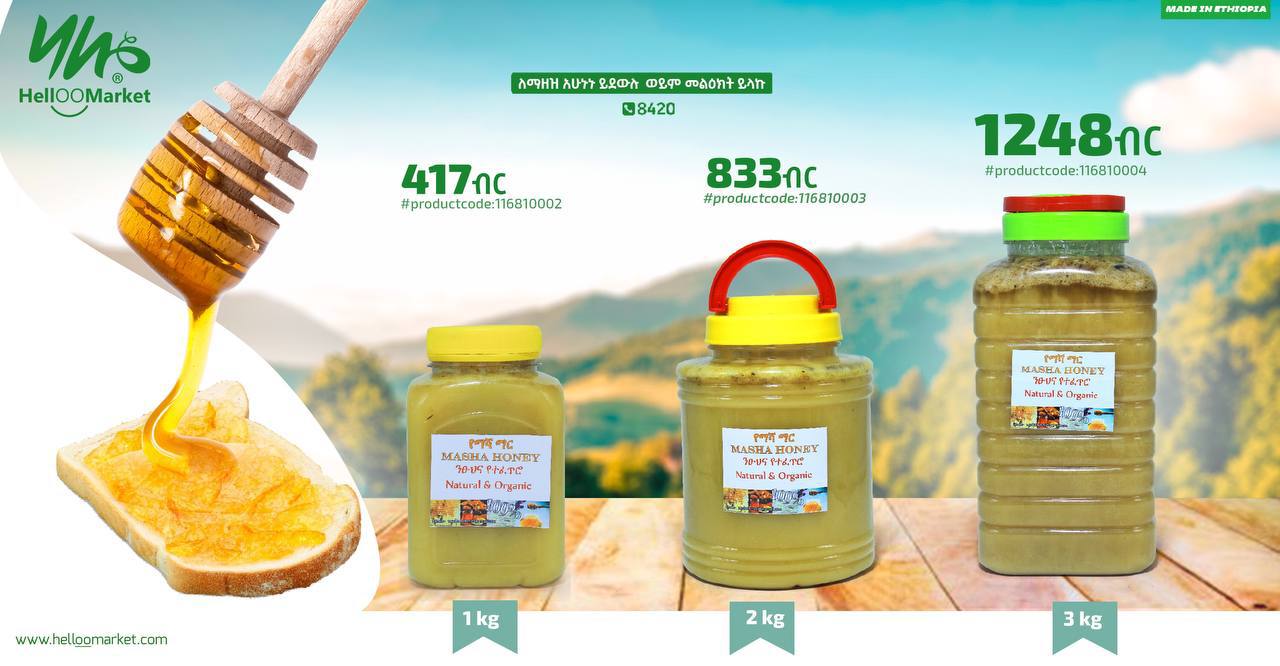 MADE IN ETHIOPIA
ሃሎ
®
HellOOMarket
ለማዘዝ አሁኑኑ ይደውሉ ወይም መልዕክት ይላኩ
8420
417ብር
#productcode:116810002
833ብር
#productcode:116810003
1248ብር
#productcode:116810004
የማሻ ማር
MASHA HONEY
ንፁህና የተፈጥሮ
Natural & Organic
100%
የማሻ ማር
MASHA HONEY
ንፁህና የተፈጥሮ
Natural & Organic
100%
የማሻ ማር
MASHA HONEY
ንፁህና የተፈጥሮ
Natural & Organic
100%
1 kg
2 kg
3 kg
www.helloomarket.com